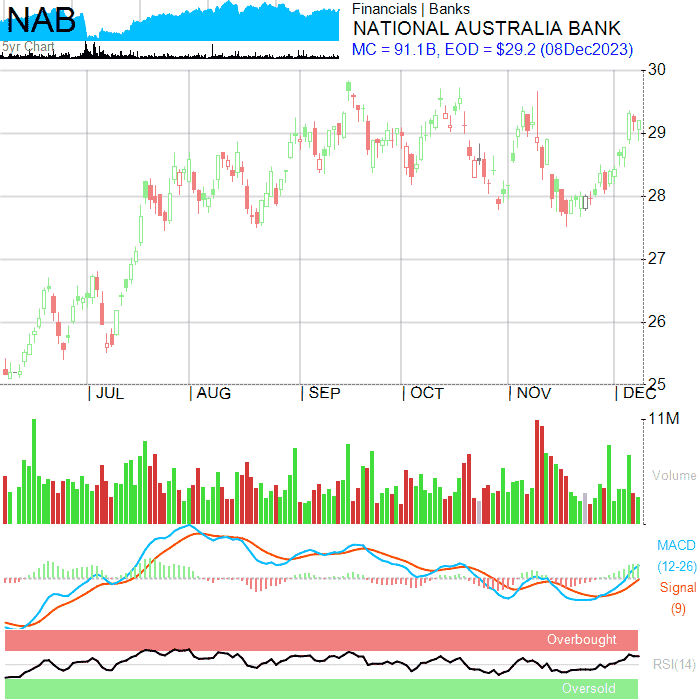 NAB
5yr Chart
Financials | Banks
NATIONAL AUSTRALIA BANK
MC = 91.1B, EOD = $29.2 (08Dec2023)
30
29
28
27
26
25
| JUL
| AUG
| SEP
| OCT
| NOV
| DEC
11M
Volume
MACD
(12-26)
Signal
(9)
Overbought
RSI(14)
Oversold